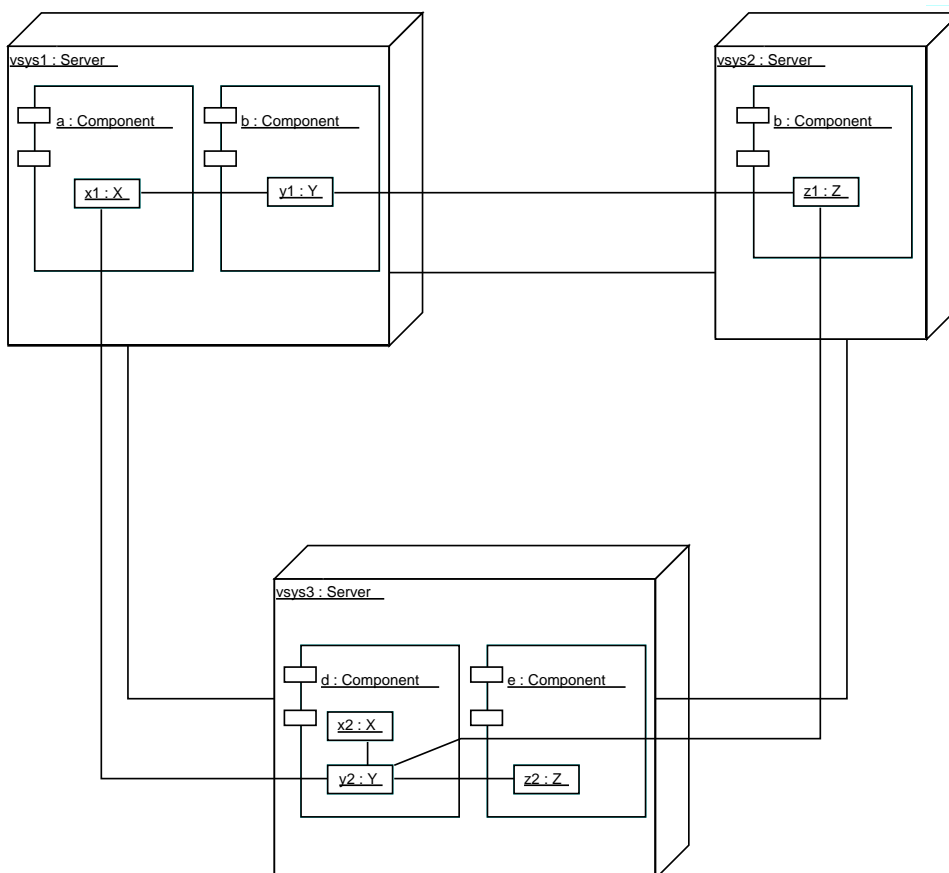 vsys1 : Server
vsys2 : Server
a : Component
b : Component
b : Component
x1 : X
y1 : Y
z1 : Z
vsys3 : Server
d : Component
e : Component
x2 : X
y2 : Y
z2 : Z